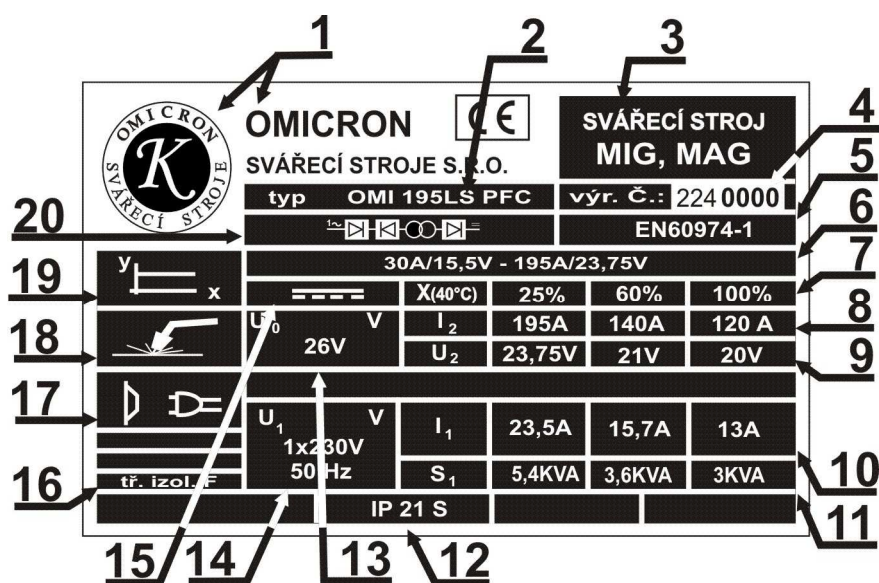 1 2 3
OMICRON SVÁŘECÍ STROJE
K
OMICRON CE
SVÁŘECÍ STROJE S.R.O.
SVÁŘECÍ STROJ
MIG, MAG
4
typ OMI 195LS PFC výr. Č.: 224 0000
5
20 1~ EN60974-1
6
30A/15,5V - 195A/23,75V
7
19 y x X(40°C) 25% 60% 100%
8
18 U0 V I2 195A 140A 120 A
26V U2 23,75V 21V 20V
9
17
U1 V I1 23,5A 15,7A 13A
1x230V
10
50 Hz S1 5,4KVA 3,6KVA 3KVA
16 tř. izol. F
11
IP 21 S
15 14 13 12